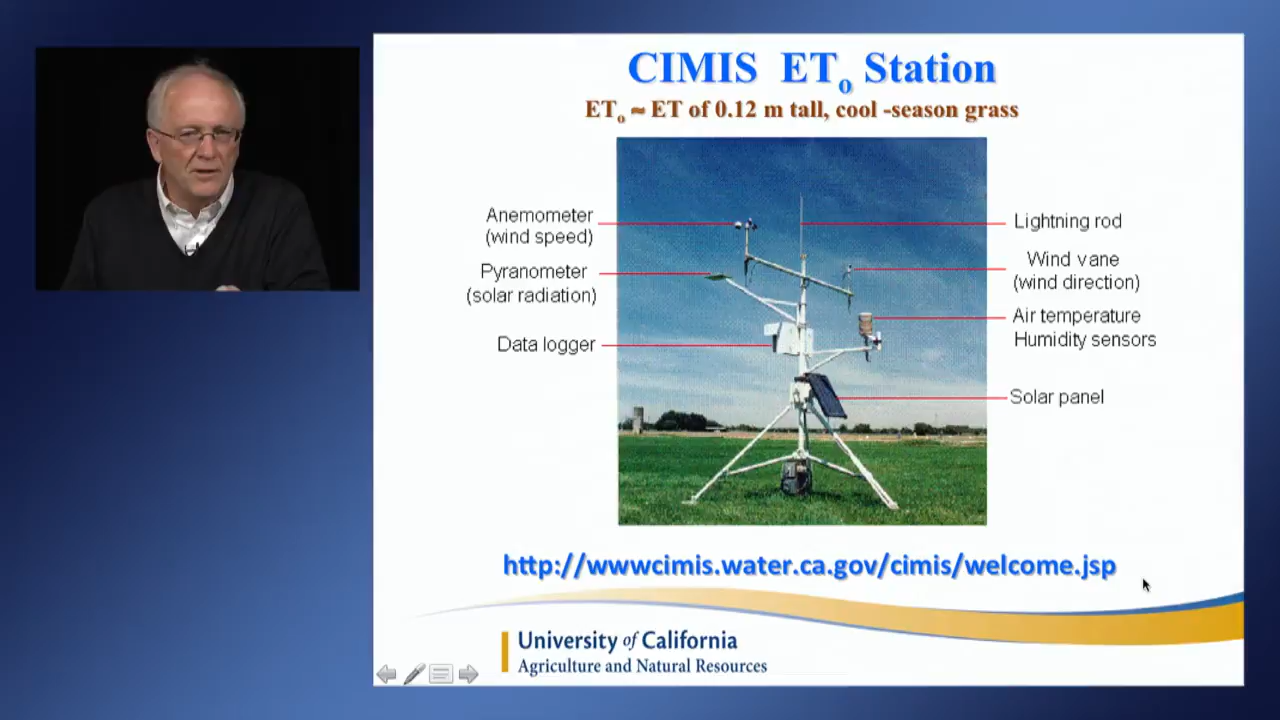 CIMIS ETo Station
ETo ≈ ET of 0.12 m tall, cool -season grass
Anemometer
(wind speed)
Pyranometer
(solar radiation)
Data logger
Lightning rod
Wind vane
(wind direction)
Air temperature
Humidity sensors
Solar panel
http://wwwcimis.water.ca.gov/cimis/welcome.jsp
University of California
Agriculture and Natural Resources